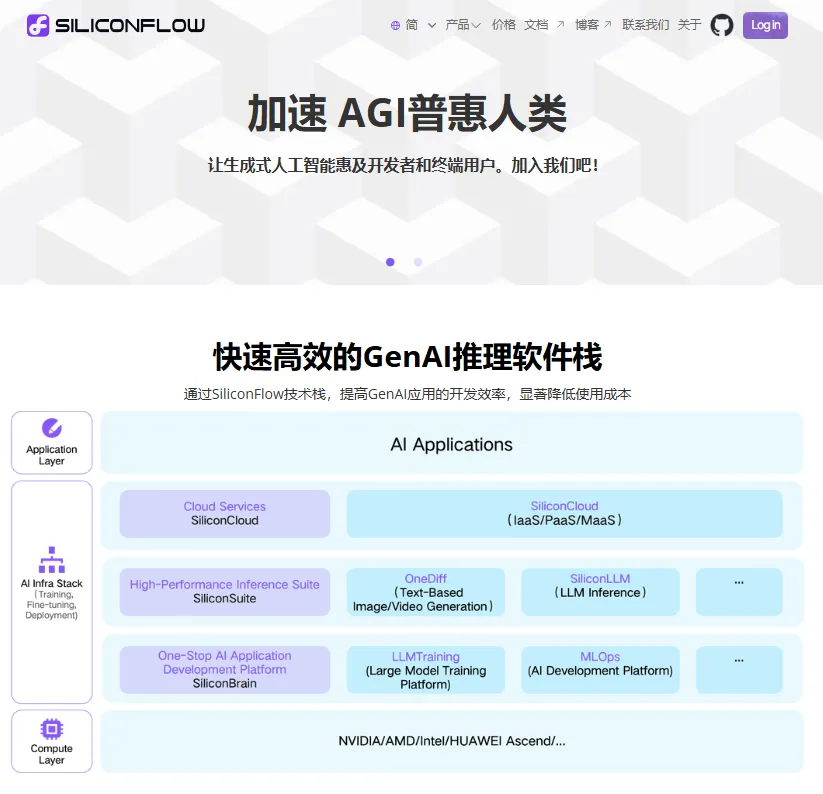 SILICONFLOW
简 产品 价格 文档 博客 联系我们 关于 Log in
加速 AGI普惠人类
让生成式人工智能惠及开发者和终端用户。加入我们吧！
快速高效的GenAI推理软件栈
通过SiliconFlow技术栈，提高GenAI应用的开发效率，显著降低使用成本
Application
Layer
AI Applications
AI Infra Stack
(Training,
Fine-tuning,
Deployment)
Cloud Services
SiliconCloud
SiliconCloud
(IaaS/PaaS/MaaS)
High-Performance Inference Suite
SiliconSuite
OneDiff
(Text-Based
Image/Video Generation)
SiliconLLM
(LLM Inference)
...
One-Stop AI Application
Development Platform
SiliconBrain
LLMTraining
(Large Model Training
Platform)
MLOps
(AI Development Platform)
...
Compute
Layer
NVIDIA/AMD/Intel/HUAWEI Ascend/...